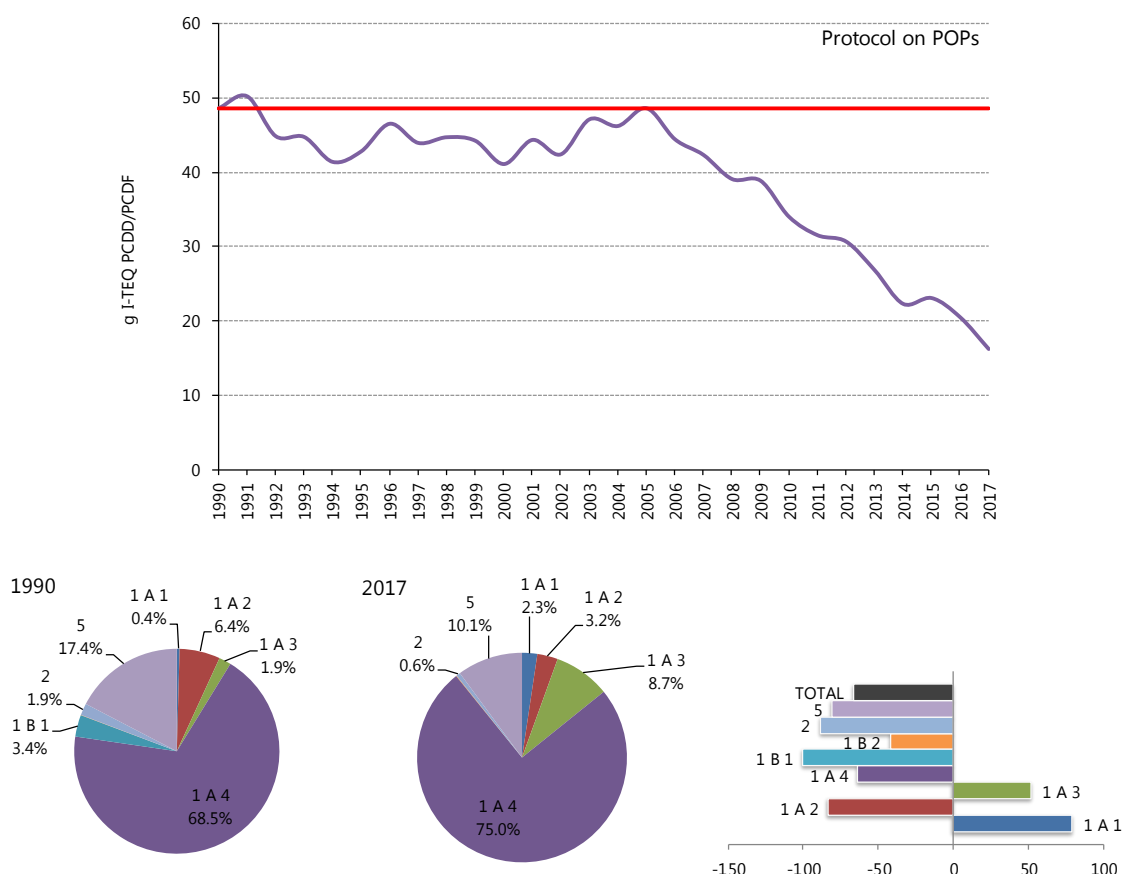 60
Protocol on POPs
50
40
30
20
10
0
g I-TEQ PCDD/PCDF
1990 1991 1992 1993 1994 1995 1996 1997 1998 1999 2000 2001 2002 2003 2004 2005 2006 2007 2008 2009 2010 2011 2012 2013 2014 2015 2016 2017
1990
1 A 1
0.4%
1 A 2
6.4%
1 A 3
1.9%
5
17.4%
2
1.9%
1 B 1
3.4%
1 A 4
68.5%
2017
1 A 1
2.3%
1 A 2
3.2%
1 A 3
8.7%
5
10.1%
2
0.6%
1 A 4
75.0%
TOTAL
5
2
1 B 2
1 B 1
1 A 4
1 A 3
1 A 2
1 A 1
-150 -100 -50 0 50 100